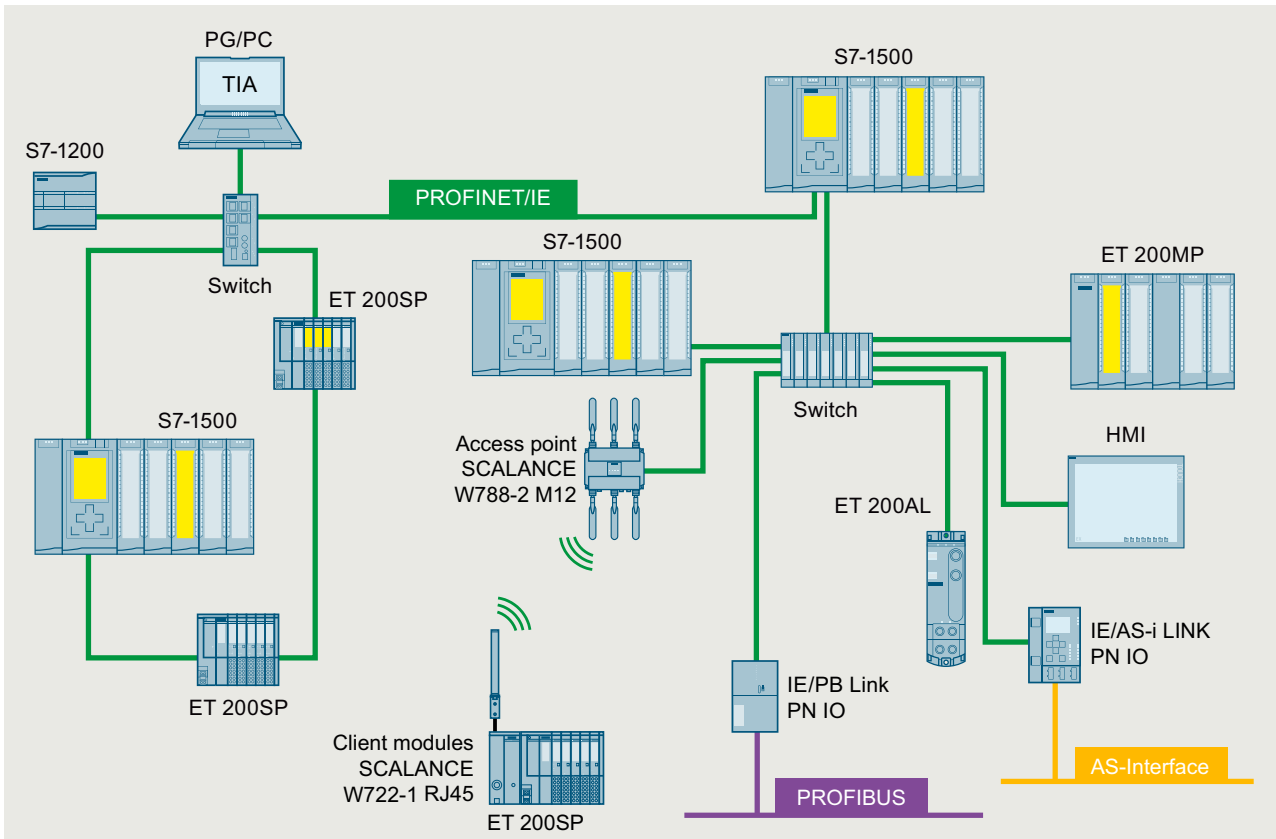 PG/PC
TIA
S7-1200
PROFINET/IE
S7-1500
Switch
ET 200SP
S7-1500
ET 200MP
Switch
S7-1500
Access point
SCALANCE
W788-2 M12
HMI
ET 200AL
ET 200SP
IE/PB Link
PN IO
IE/AS-i LINK
PN IO
Client modules
SCALANCE
W722-1 RJ45
ET 200SP
PROFIBUS
AS-Interface